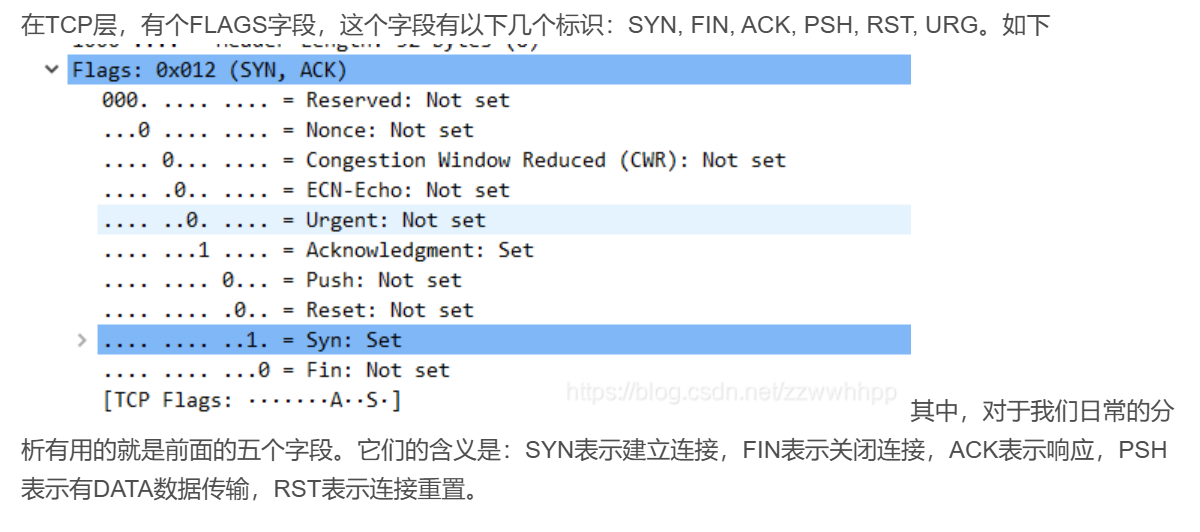 在TCP层，有个FLAGS字段，这个字段有以下几个标识：SYN, FIN, ACK, PSH, RST, URG。如下
Flags: 0x012 (SYN, ACK)
000. .... .... = Reserved: Not set
...0 .... .... = Nonce: Not set
.... 0... .... = Congestion Window Reduced (CWR): Not set
.... .0.. .... = ECN-Echo: Not set
.... ..0. .... = Urgent: Not set
.... ...1 .... = Acknowledgment: Set
.... .... 0... = Push: Not set
.... .... .0.. = Reset: Not set
.... .... ..1. = Syn: Set
.... .... ...0 = Fin: Not set
[TCP Flags: ·······A··S·]
https://blog.csdn.net/zzwwhhpp
其中，对于我们日常的分
析有用的就是前面的五个字段。它们的含义是：SYN表示建立连接，FIN表示关闭连接，ACK表示响应，PSH
表示有DATA数据传输，RST表示连接重置。